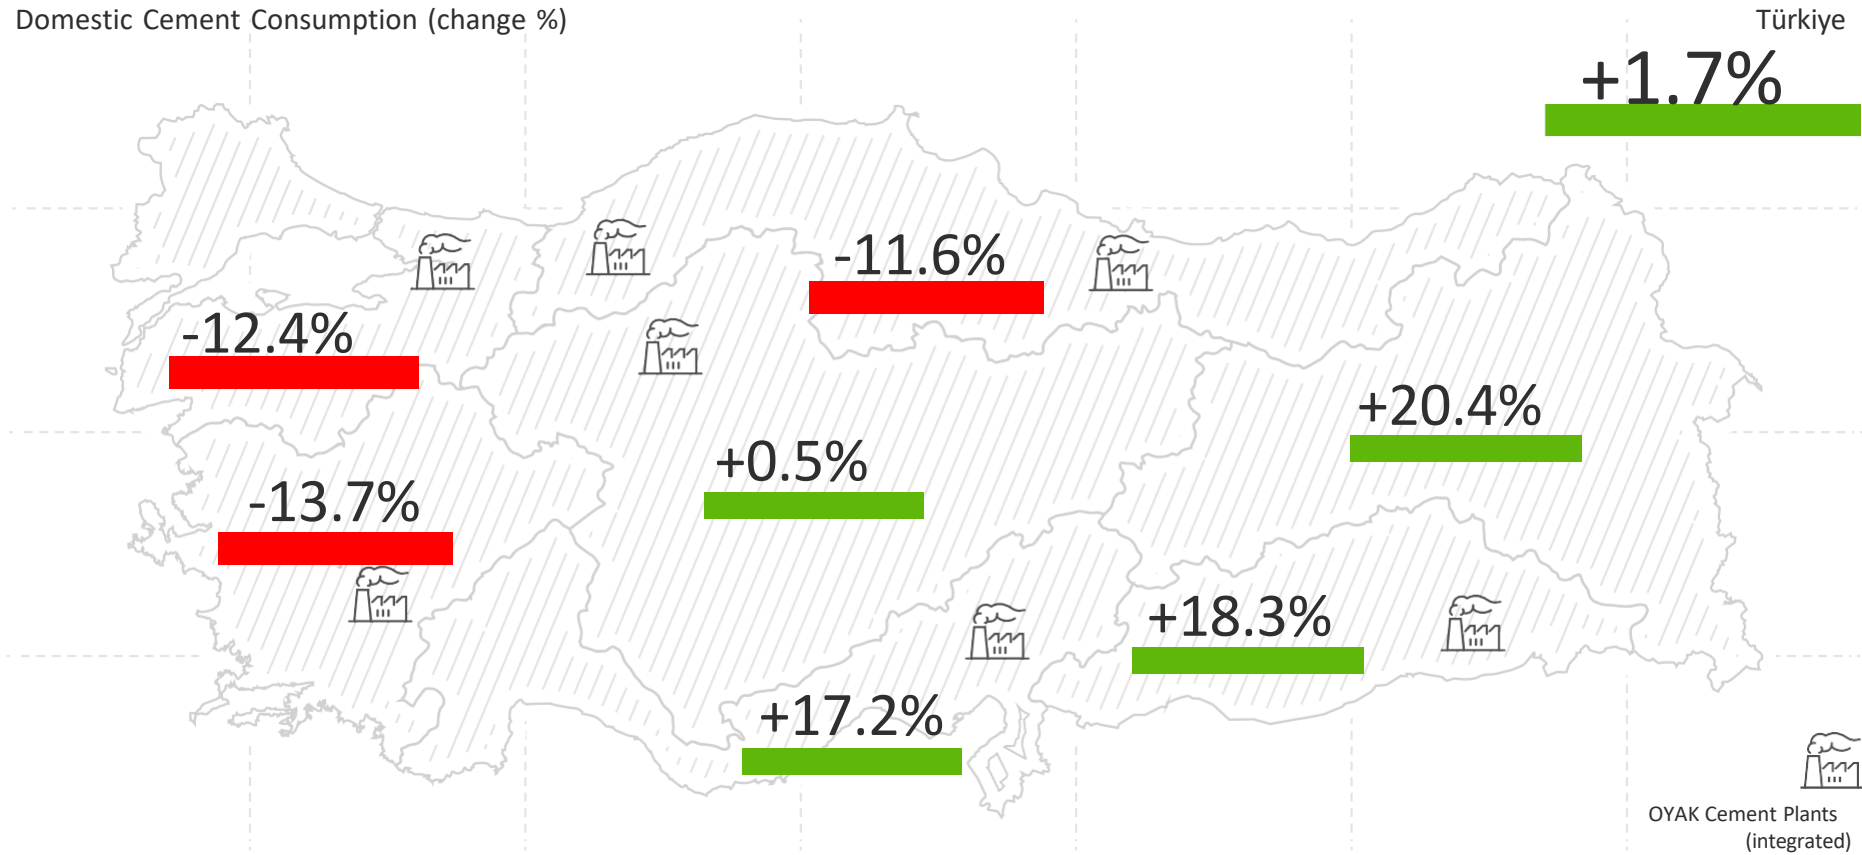 Domestic Cement Consumption (change %)
Türkiye
+1.7%
-11.6%
-12.4%
+20.4%
+0.5%
-13.7%
+18.3%
+17.2%
OYAK Cement Plants
(integrated)